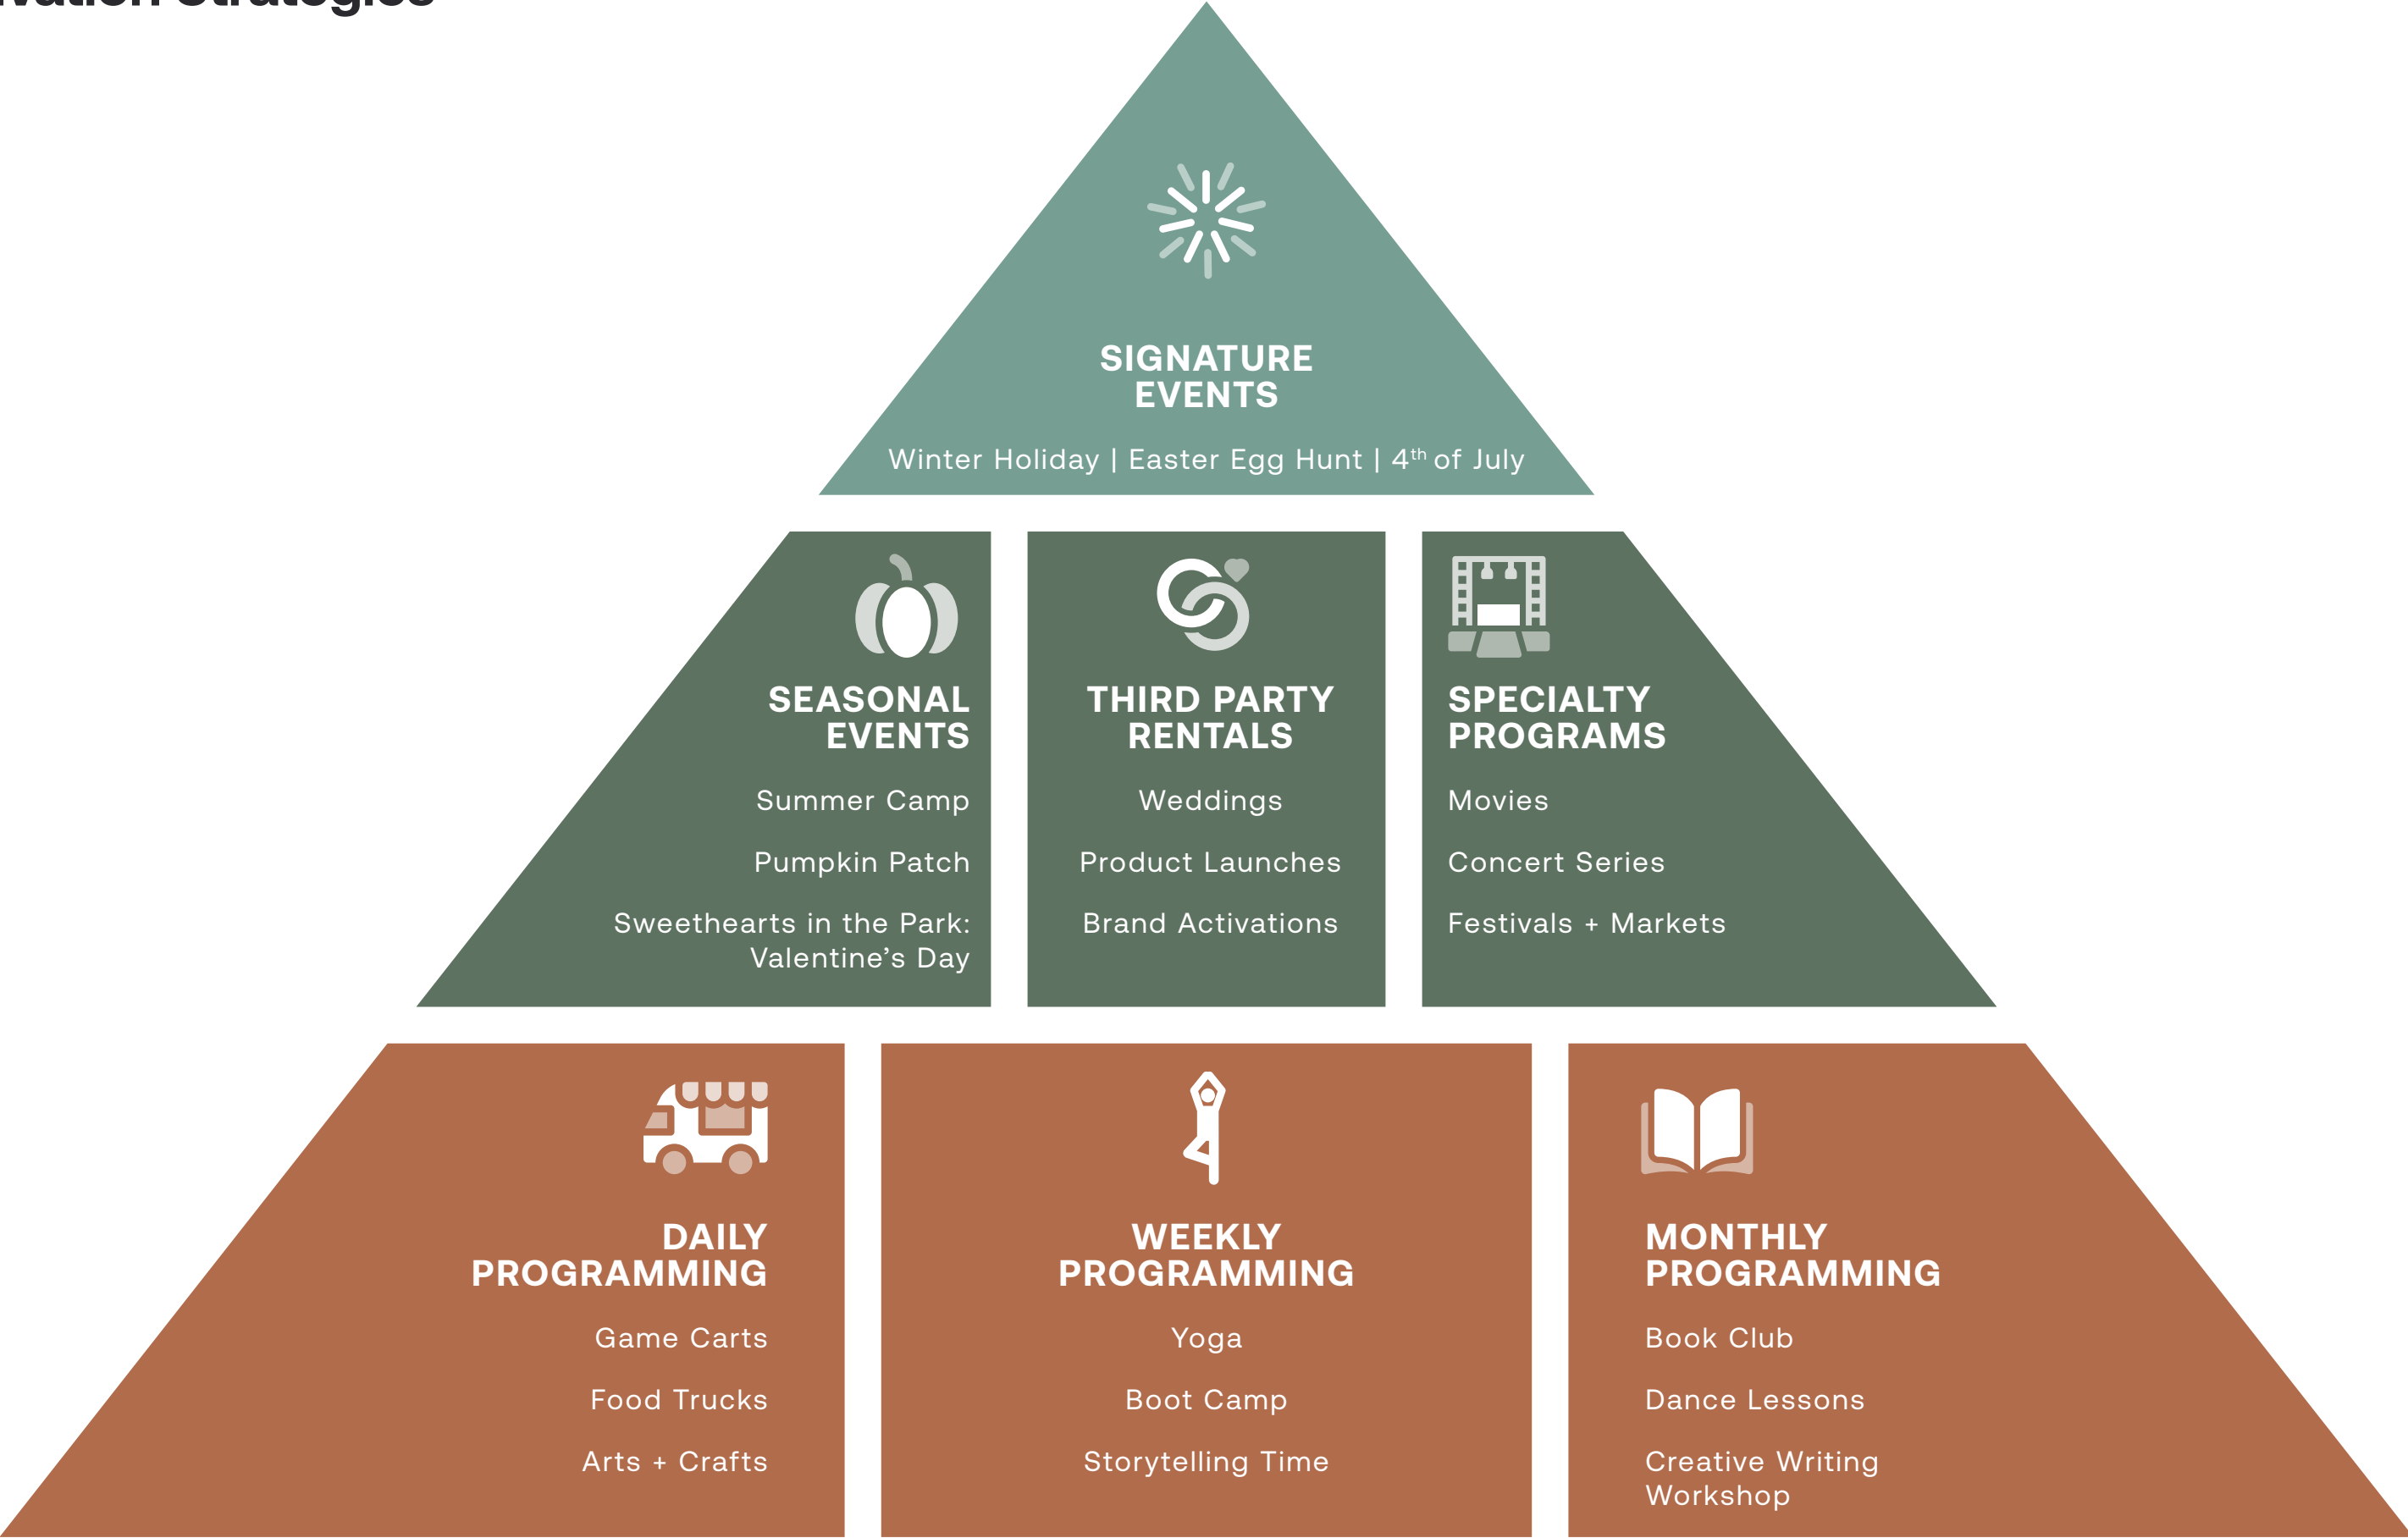 Strategies
SIGNATURE
EVENTS
Winter Holiday | Easter Egg Hunt | 4th of July
SEASONAL
EVENTS
Summer Camp
Pumpkin Patch
Sweethearts in the Park:
Valentine’s Day
THIRD PARTY
RENTALS
Weddings
Product Launches
Brand Activations
SPECIALTY
PROGRAMS
Movies
Concert Series
Festivals + Markets
DAILY
PROGRAMMING
Game Carts
Food Trucks
Arts + Crafts
WEEKLY
PROGRAMMING
Yoga
Boot Camp
Storytelling Time
MONTHLY
PROGRAMMING
Book Club
Dance Lessons
Creative Writing
Workshop